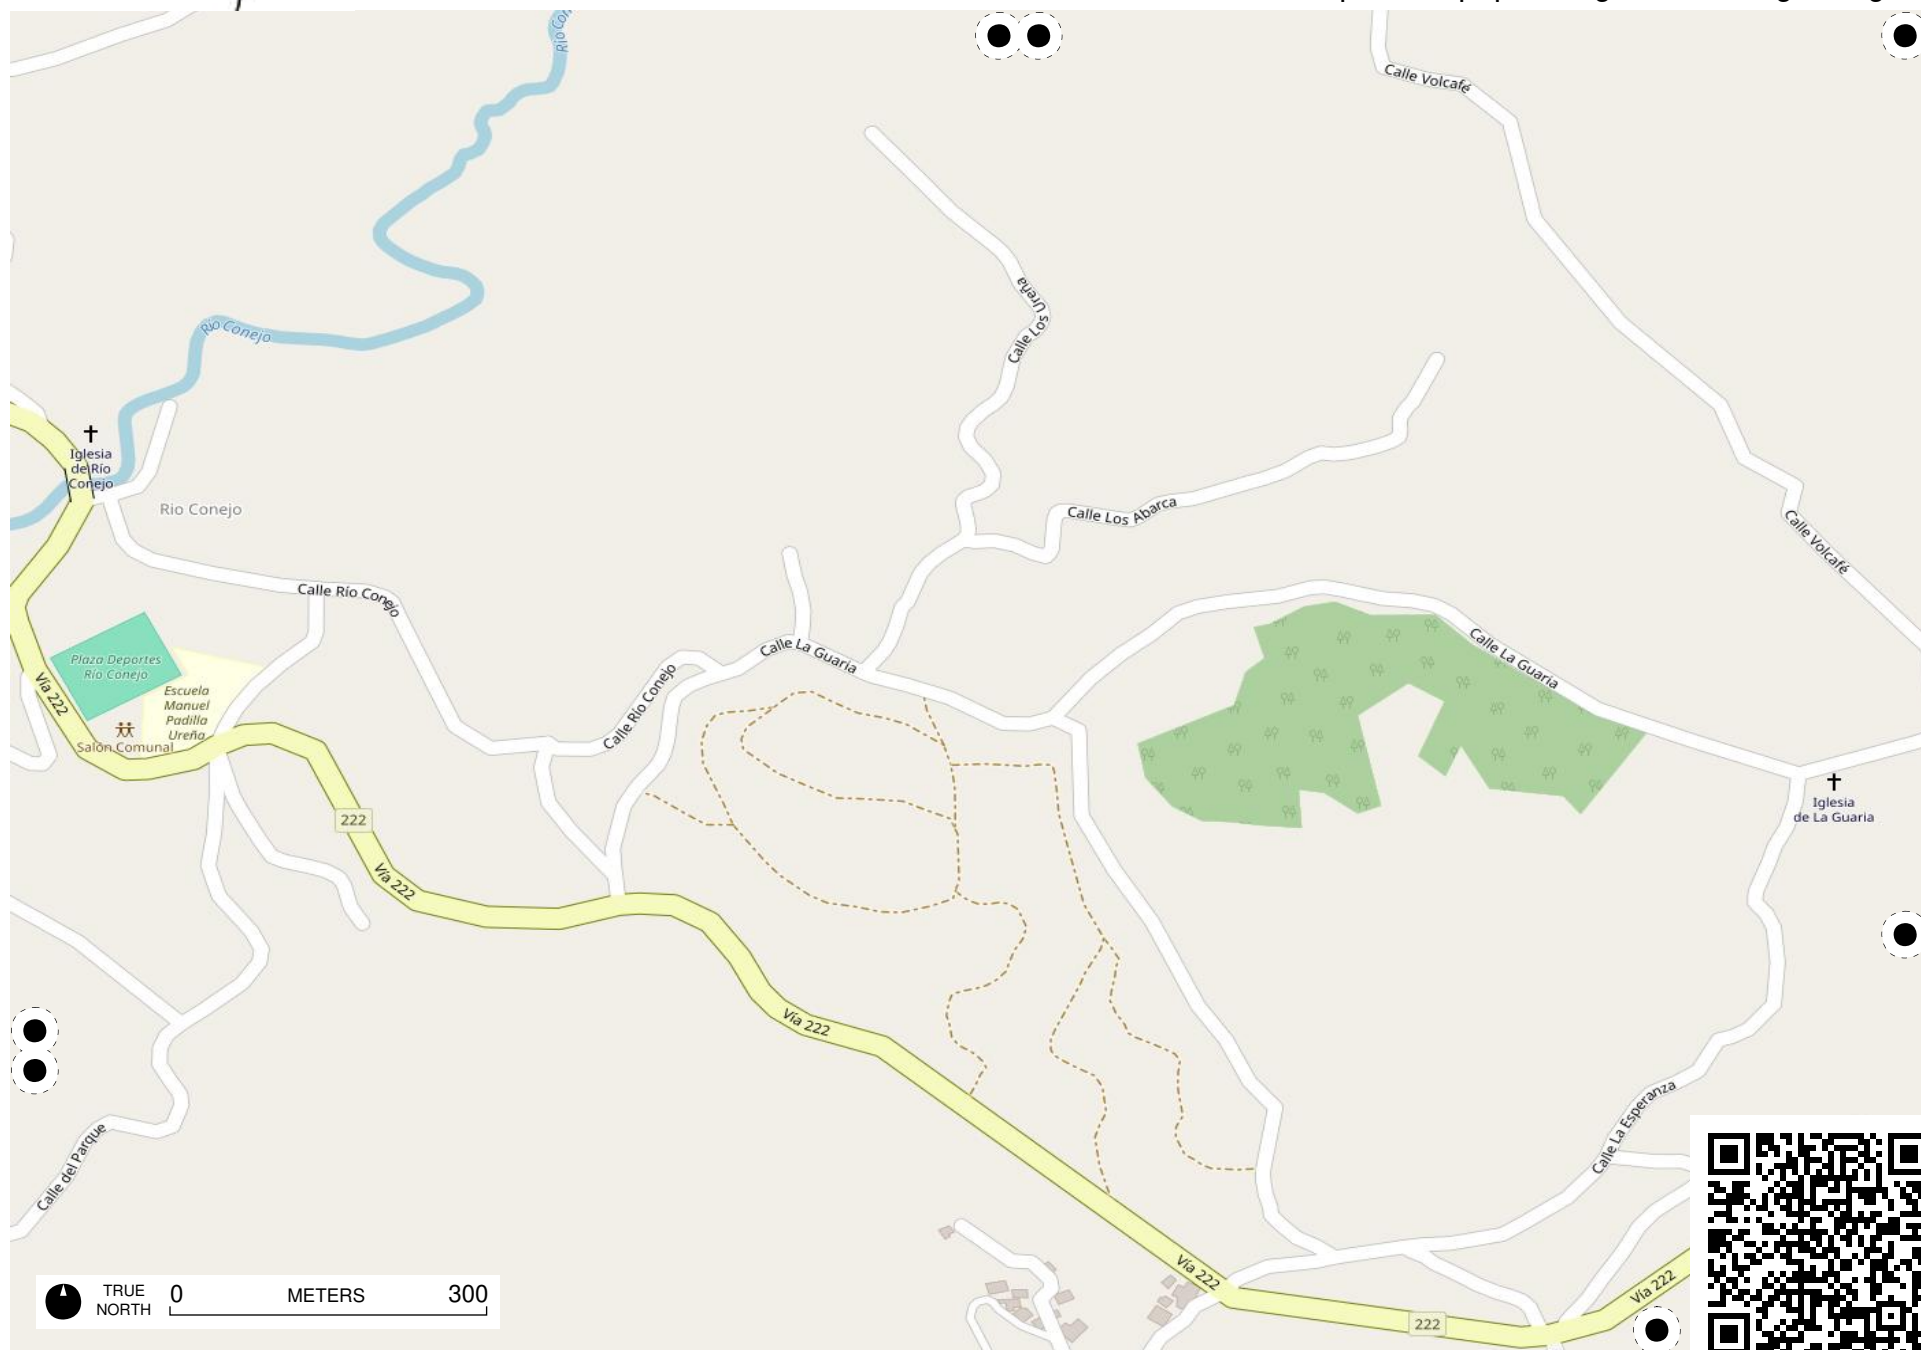 Río Con
Calle Volcafé
Calle Los Ureña
Río Conejo
Iglesia
de Río
Conejo
Rio Conejo
Calle Los Abarca
Calle Volcafé
Calle Río Conejo
Calle La Guaria
Calle La Guaria
Plaza Deportes
Río Conejo
Escuela
Manuel
Padilla
Ureña
Salón Comunal
Vía 222
Calle Río Conejo
222
Iglesia
de La Guaria
Vía 222
Vía 222
Calle La Esperanza
Calle del Parque
Vía 222
Vía 222
222
TRUE
NORTH
0 METERS 300